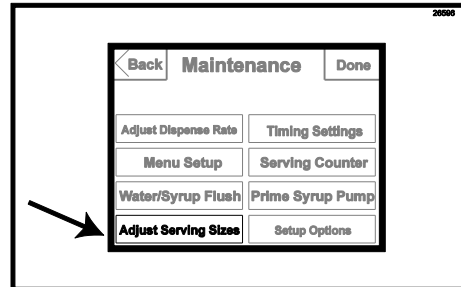 26596
Back Maintenance Done
Adjust Dispense Rate Timing Settings
Menu Setup Serving Counter
Water/Syrup Flush Prime Syrup Pump
Adjust Serving Sizes Setup Options